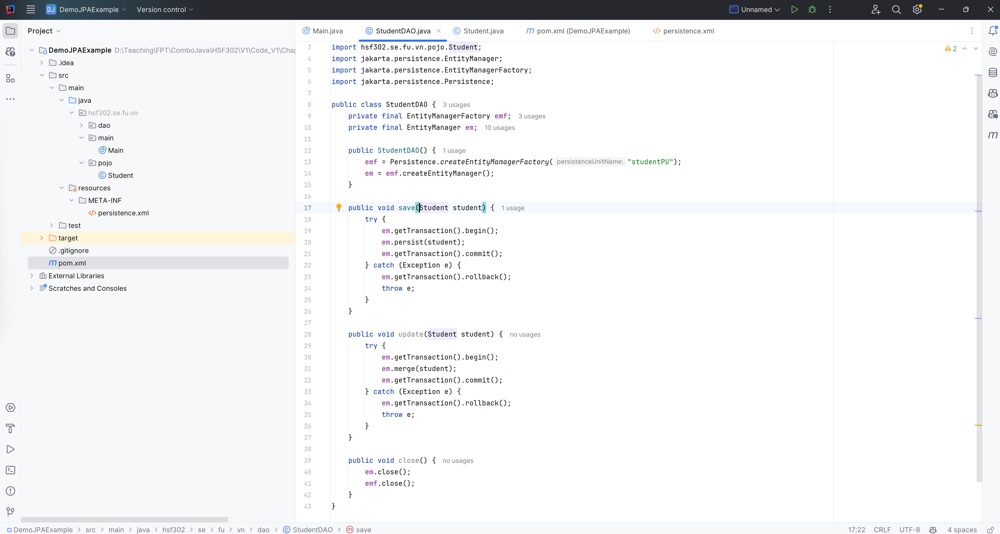 DJ DemoJPAExample Version control Unnamed
Project
DemoJPAExample D:\Teaching\FPT\ComboJava\HSF302\V1\Code_V1\Cha
.idea
src
main
java
hsf302.se.fu.vn
dao
main
Main
pojo
Student
resources
META-INF
persistence.xml
test
target
.gitignore
pom.xml
External Libraries
Scratches and Consoles
Main.java StudentDAO.java Student.java pom.xml (DemoJPAExample) persistence.xml
2
3 import hsf302.se.fu.vn.pojo.Student;
4 import jakarta.persistence.EntityManager;
5 import jakarta.persistence.EntityManagerFactory;
6 import jakarta.persistence.Persistence;
7
8 public class StudentDAO { 3 usages
9 private final EntityManagerFactory emf; 3 usages
10 private final EntityManager em; 10 usages
11
12 public StudentDAO() { 1 usage
13 emf = Persistence.createEntityManagerFactory( persistenceUnitName: "studentPU");
14 em = emf.createEntityManager();
15 }
16
17 public void save(Student student) { 1 usage
18 try {
19 em.getTransaction().begin();
20 em.persist(student);
21 em.getTransaction().commit();
22 } catch (Exception e) {
23 em.getTransaction().rollback();
24 throw e;
25 }
26 }
27
28 public void update(Student student) { no usages
29 try {
30 em.getTransaction().begin();
31 em.merge(student);
32 em.getTransaction().commit();
33 } catch (Exception e) {
34 em.getTransaction().rollback();
35 throw e;
36 }
37 }
38
39 public void close() { no usages
40 em.close();
41 emf.close();
42 }
43 }
DemoJPAExample > src > main > java > hsf302 > se > fu > vn > dao > StudentDAO > save 17:22 CRLF UTF-8 4 spaces